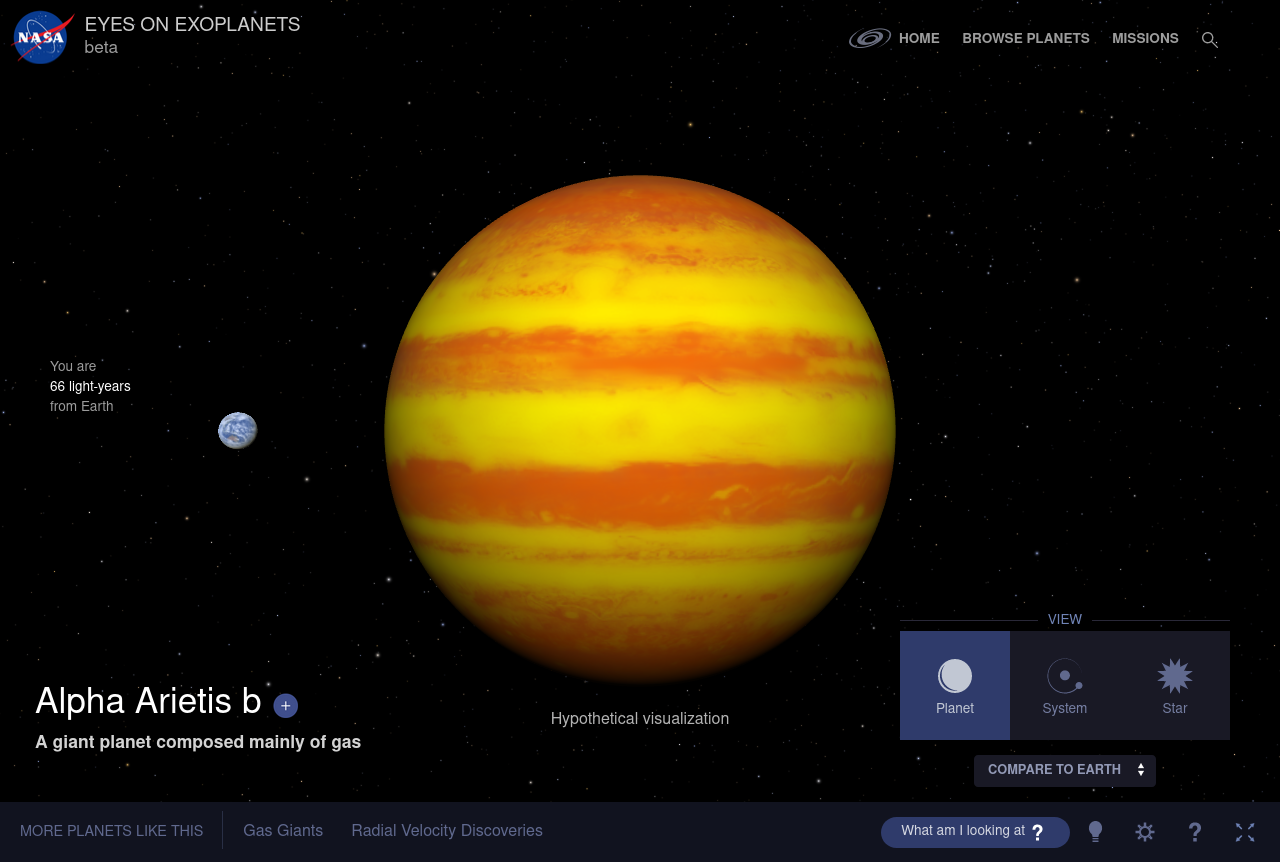 NASA
EYES ON EXOPLANETS
beta
HOME
BROWSE PLANETS
MISSIONS
You are
66 light-years
from Earth
VIEW
Planet
System
Star
Alpha Arietis b +
A giant planet composed mainly of gas
Hypothetical visualization
COMPARE TO EARTH
MORE PLANETS LIKE THIS
Gas Giants
Radial Velocity Discoveries
What am I looking at ?
?